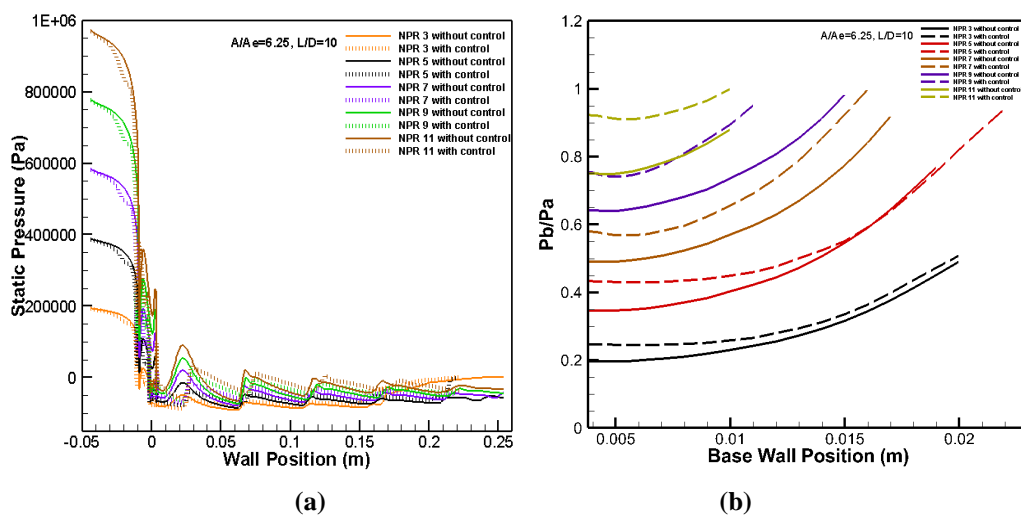 1E+06
800000
600000
400000
200000
0
Static Pressure (Pa)
A/Ae=6.25, L/D=10
NPR 3 without control
NPR 3 with control
NPR 5 without control
NPR 5 with control
NPR 7 without control
NPR 7 with control
NPR 9 without control
NPR 9 with control
NPR 11 without control
NPR 11 with control
-0.05 0 0.05 0.1 0.15 0.2 0.25
Wall Position (m)
(a)
1.2
1
0.8
0.6
0.4
0.2
0
Pb/Pa
A/Ae=6.25, L/D=10
NPR 3 without control
NPR 3 with control
NPR 5 without control
NPR 5 with control
NPR 7 without control
NPR 7 with control
NPR 9 without control
NPR 9 with control
NPR 11 without control
NPR 11 with control
0.005 0.01 0.015 0.02
Base Wall Position (m)
(b)